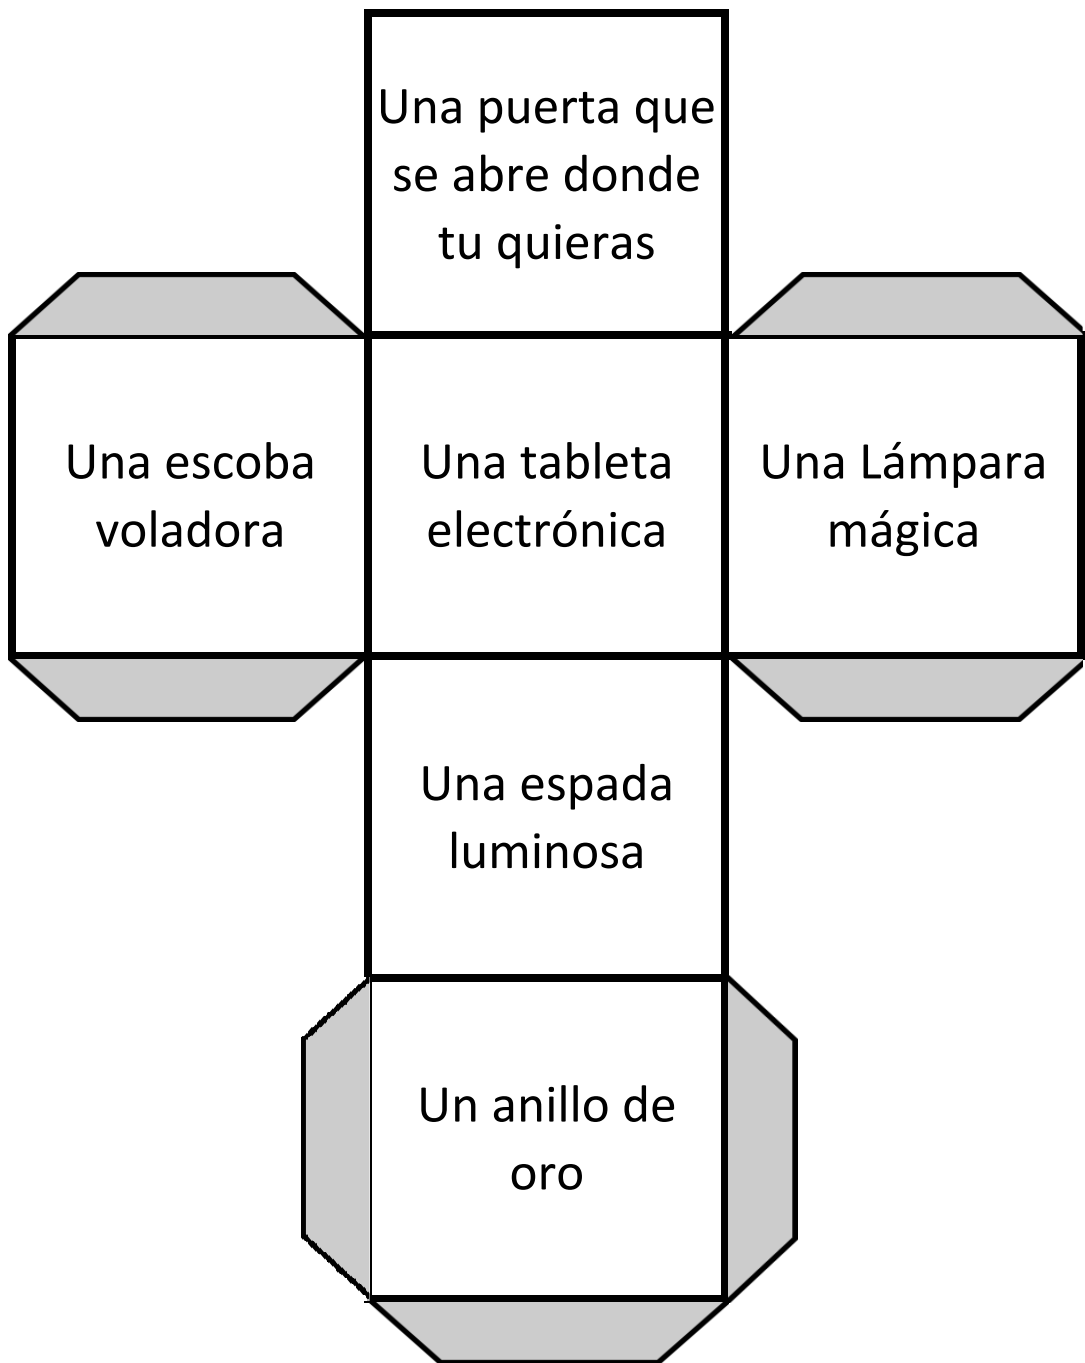 Una puerta que
se abre donde
tu quieras
Una escoba
voladora
Una tableta
electrónica
Una Lámpara
mágica
Una espada
luminosa
Un anillo de
oro